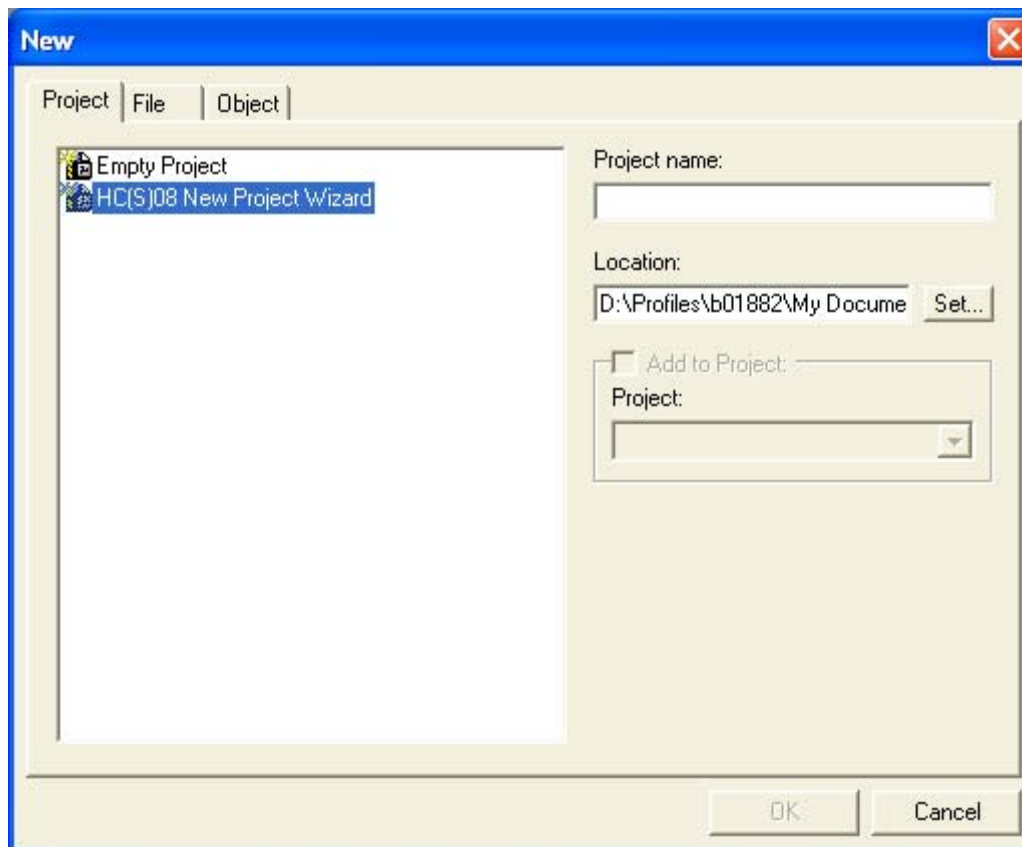 New
Project
File
Object
Empty Project
HC(S)08 New Project Wizard
Project name:
Location:
D:\Profiles\b01882\My Docume
Set...
Add to Project:
Project:
OK
Cancel